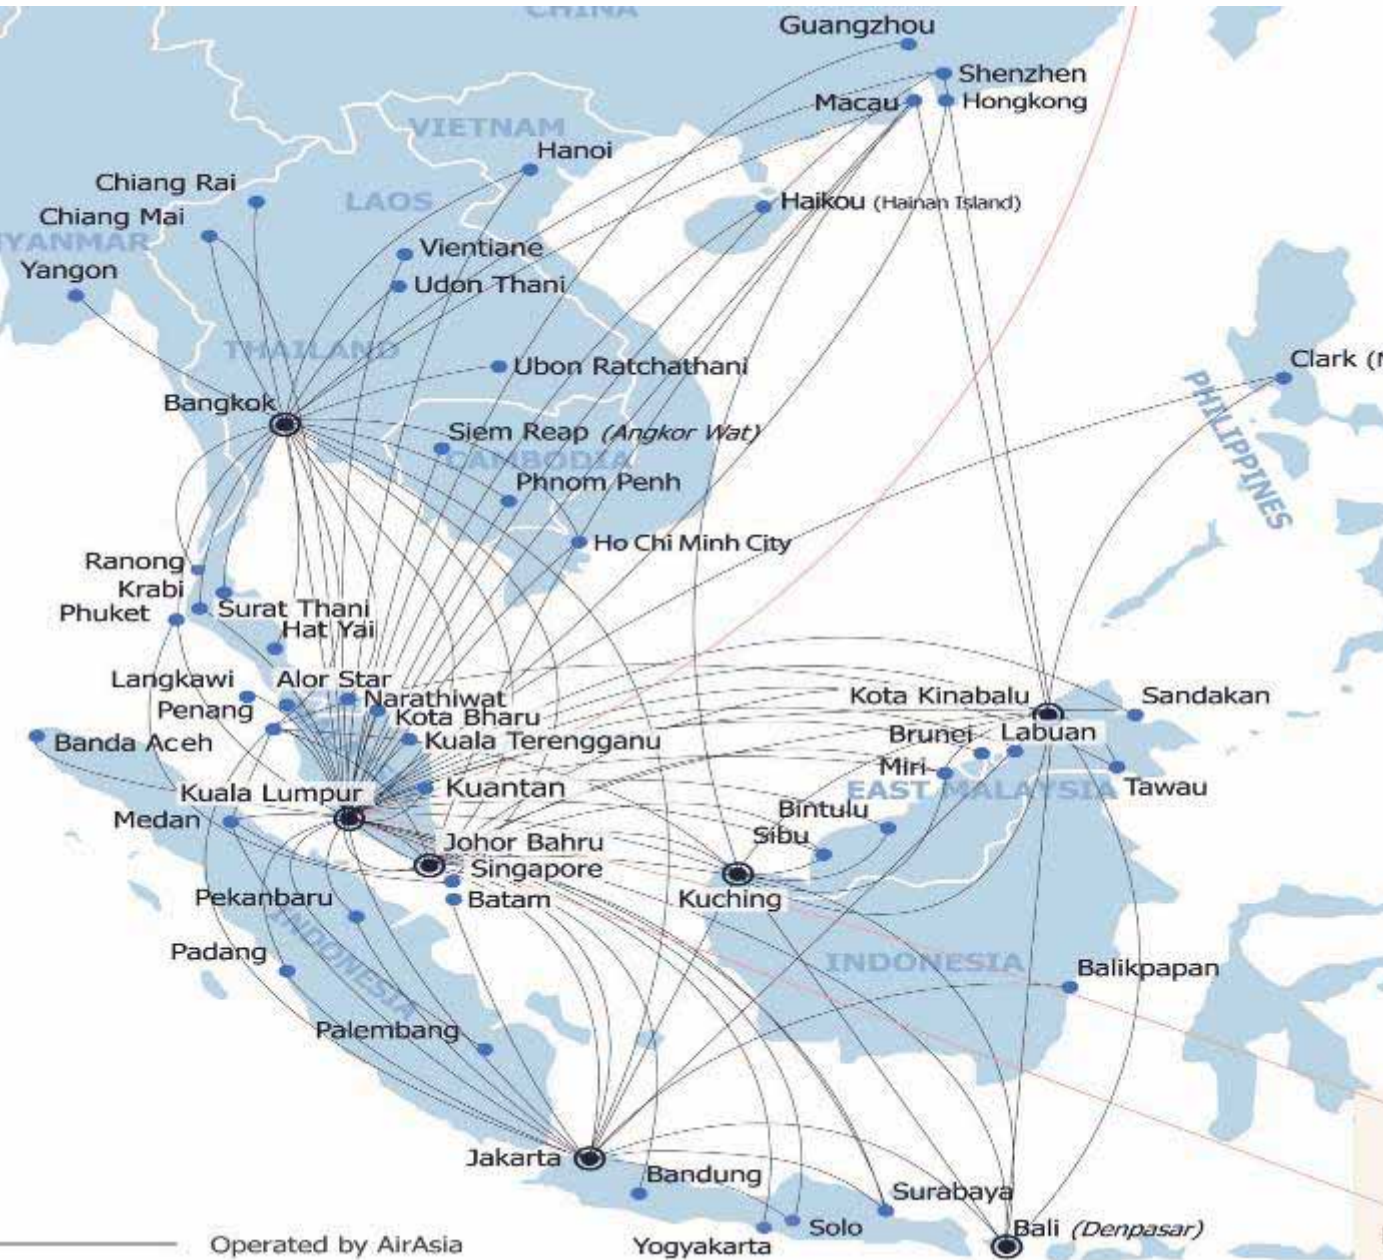 CHINA
Guangzhou
Shenzhen
Macau
Hongkong
VIETNAM
Hanoi
Chiang Rai
LAOS
Haikou (Hainan Island)
Chiang Mai
YANMAR
Vientiane
Yangon
Udon Thani
THAILAND
Ubon Ratchathani
Clark (
PHILIPPINES
Bangkok
Siem Reap (Angkor Wat)
CAMBODIA
Phnom Penh
Ho Chi Minh City
Ranong
Krabi
Phuket
Surat Thani
Hat Yai
Langkawi
Alor Star
Narathiwat
Penang
Kota Bharu
Kota Kinabalu
Sandakan
Banda Aceh
Kuala Terengganu
Brunei
Labuan
Miri
Kuala Lumpur
Kuantan
EAST MALAYSIA
Tawau
Medan
Bintulu
Sibu
Johor Bahru
Singapore
Pekanbaru
Batam
Kuching
Padang
INDONESIA
INDONESIA
Balikpapan
Palembang
Jakarta
Bandung
Surabaya
Solo
Bali (Denpasar)
Yogyakarta
Operated by AirAsia